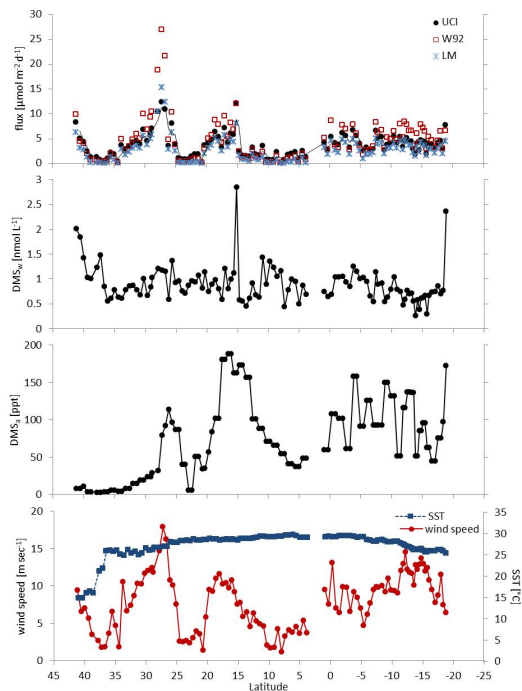 UCI
W92
LM
flux [µmol m-2 d-1]
30
25
20
15
10
5
0
DMSw [nmol L-1]
3
2.5
2
1.5
1
0.5
0
DMSa [ppt]
200
150
100
50
0
SST
wind speed
wind speed [m sec-1]
20
15
10
5
0
35
30
25
20
15
10
5
0
SST [°C]
45 40 35 30 25 20 15 10 5 0 -5 -10 -15 -20 -25
Latitude